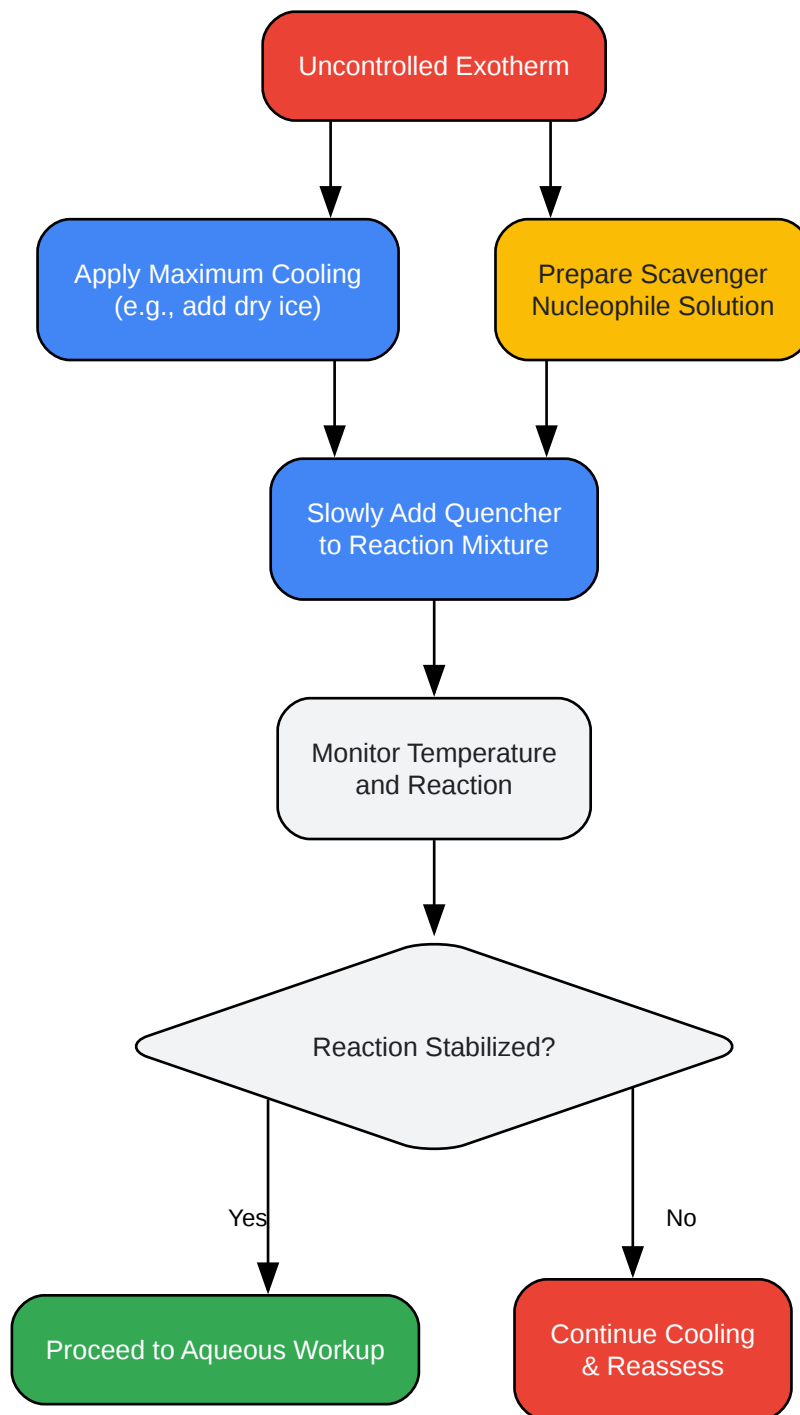 Uncontrolled Exotherm
Apply Maximum Cooling
(e.g., add dry ice)
Prepare Scavenger
Nucleophile Solution
Slowly Add Quencher
to Reaction Mixture
Monitor Temperature
and Reaction
Reaction Stabilized?
Yes
No
Proceed to Aqueous Workup
Continue Cooling
& Reassess